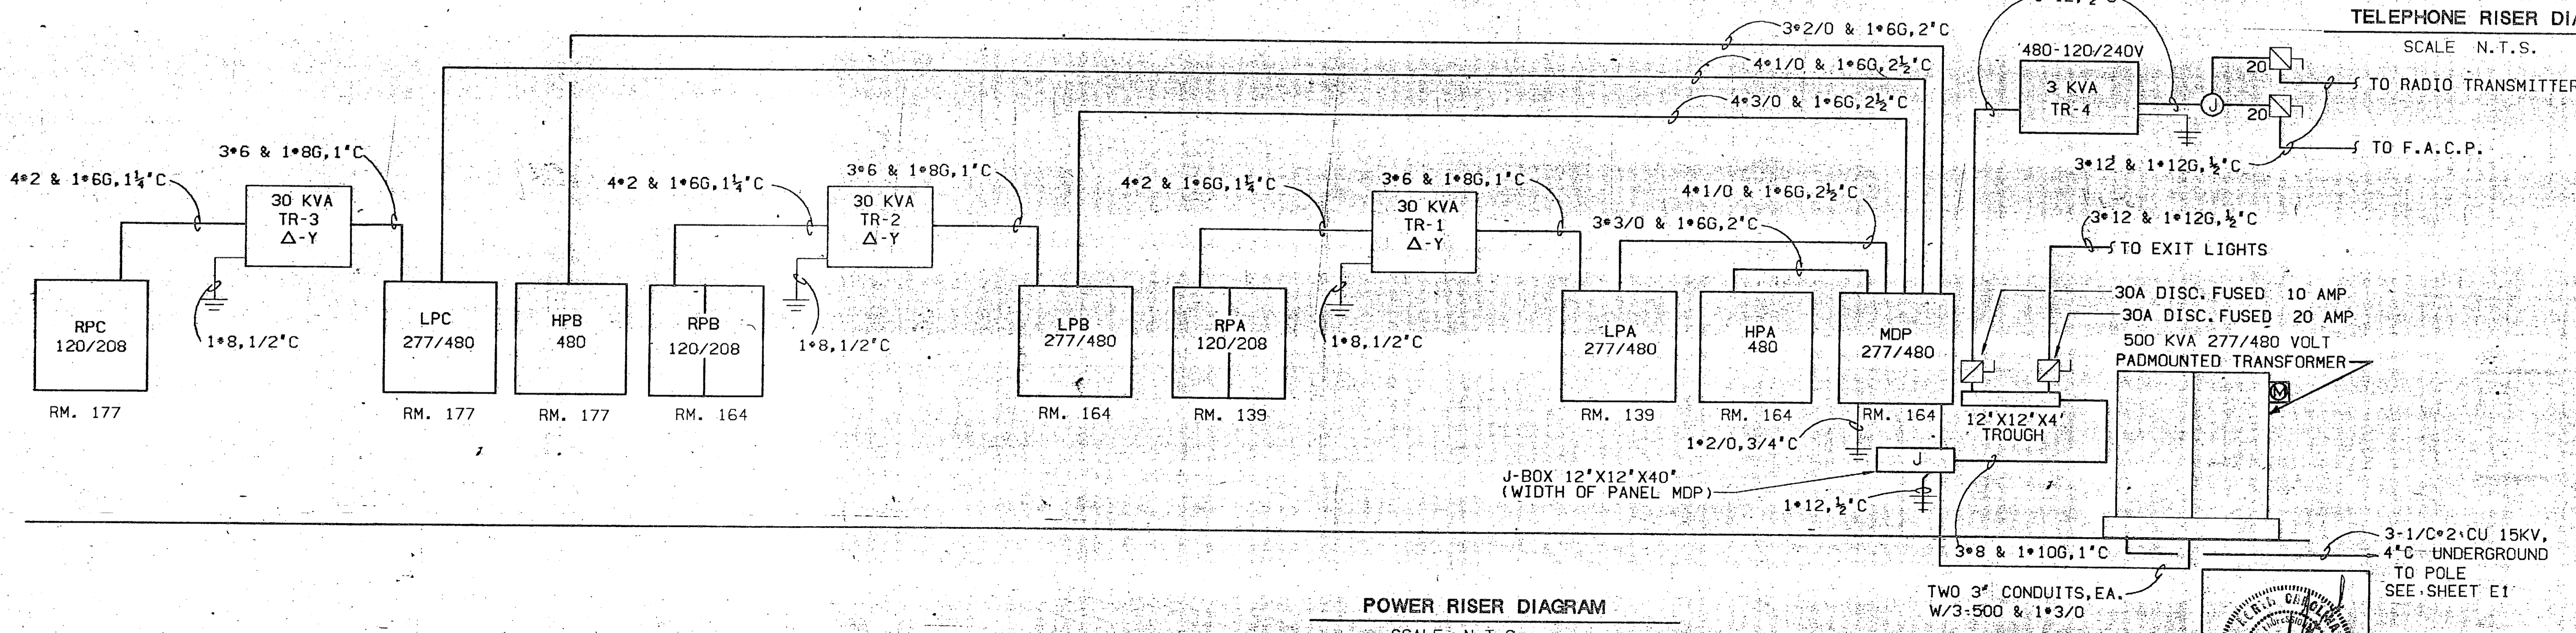 TELEPHONE RISER DIA
SCALE N.T.S.
3#2/0 & 1#6G,2"C
4#1/0 & 1#6G,2½"C
4#3/0 & 1#6G,2½"C
480-120/240V
3 KVA
TR-4
J
20
20
TO RADIO TRANSMITTER
TO F.A.C.P.
3#12 & 1#12G,½"C
4#2 & 1#6G,1¼"C
3#6 & 1#8G,1"C
30 KVA
TR-3
Δ-Y
4#2 & 1#6G,1¼"C
3#6 & 1#8G,1"C
30 KVA
TR-2
Δ-Y
4#2 & 1#6G,1¼"C
3#6 & 1#8G,1"C
30 KVA
TR-1
Δ-Y
4#1/0 & 1#6G,2½"C
3#3/0 & 1#6G,2"C
3#12 & 1#12G,½"C
TO EXIT LIGHTS
30A DISC.FUSED 10 AMP
30A DISC.FUSED 20 AMP
500 KVA 277/480 VOLT
PADMOUNTED TRANSFORMER
M
RPC
120/208
RM. 177
1#8,1/2"C
LPC
277/480
RM. 177
HPB
480
RM. 177
RPB
120/208
RM. 164
1#8,1/2"C
LPB
277/480
RM. 164
RPA
120/208
RM. 139
1#8,1/2"C
LPA
277/480
RM. 139
HPA
480
RM. 164
MDP
277/480
RM. 164
12"X12"X4'
TROUGH
1#2/0,3/4"C
J
J-BOX 12"X12"X40"
(WIDTH OF PANEL MDP)
1#12,½"C
3#8 & 1#10G,1"C
3-1/C#2 CU 15KV,
4"C UNDERGROUND
TO POLE
SEE SHEET E1
TWO 3" CONDUITS,EA.
W/3-500 & 1#3/0
POWER RISER DIAGRAM
SCALE N.T.S.